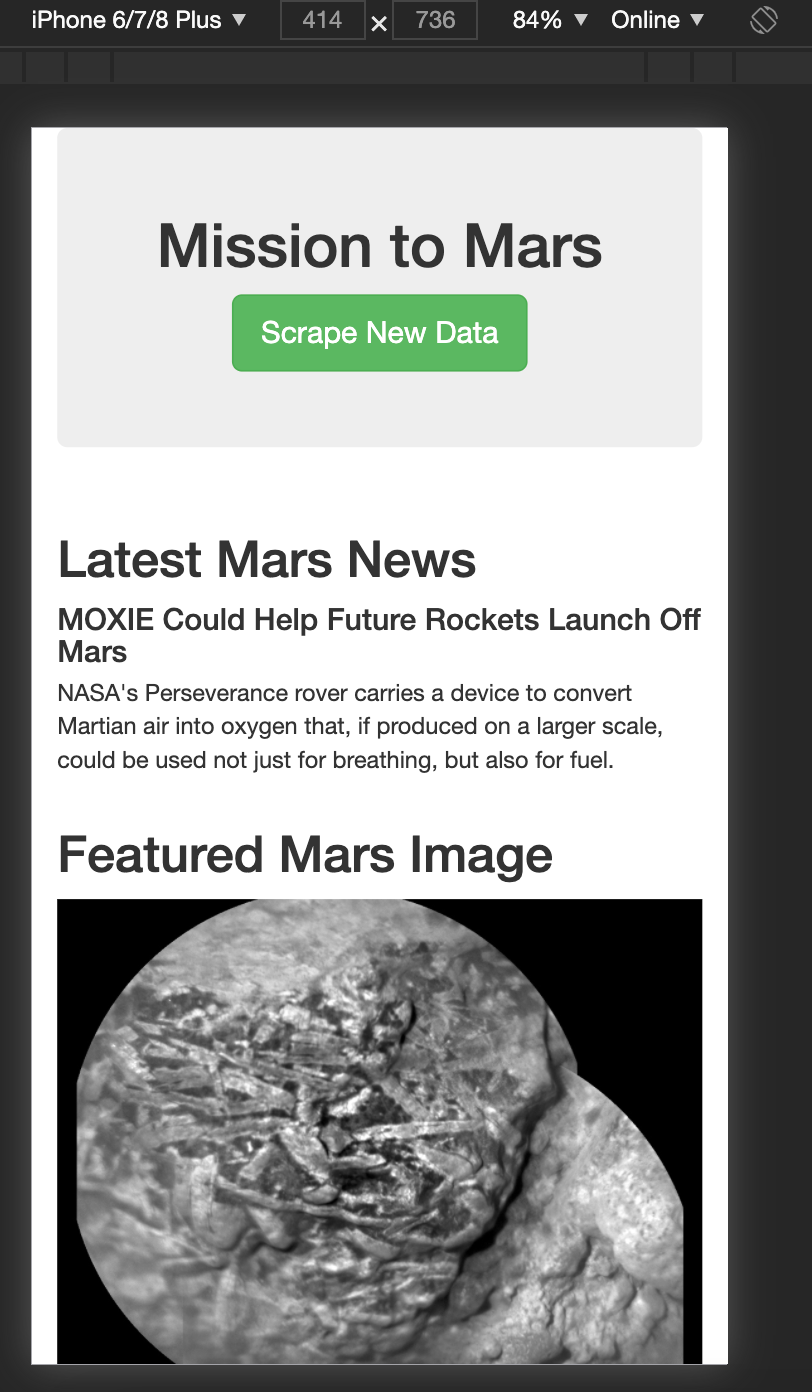 iPhone 6/7/8 Plus ▼ 414 × 736 84% ▼ Online ▼
Mission to Mars
Scrape New Data
Latest Mars News
MOXIE Could Help Future Rockets Launch Off
Mars
NASA's Perseverance rover carries a device to convert
Martian air into oxygen that, if produced on a larger scale,
could be used not just for breathing, but also for fuel.
Featured Mars Image